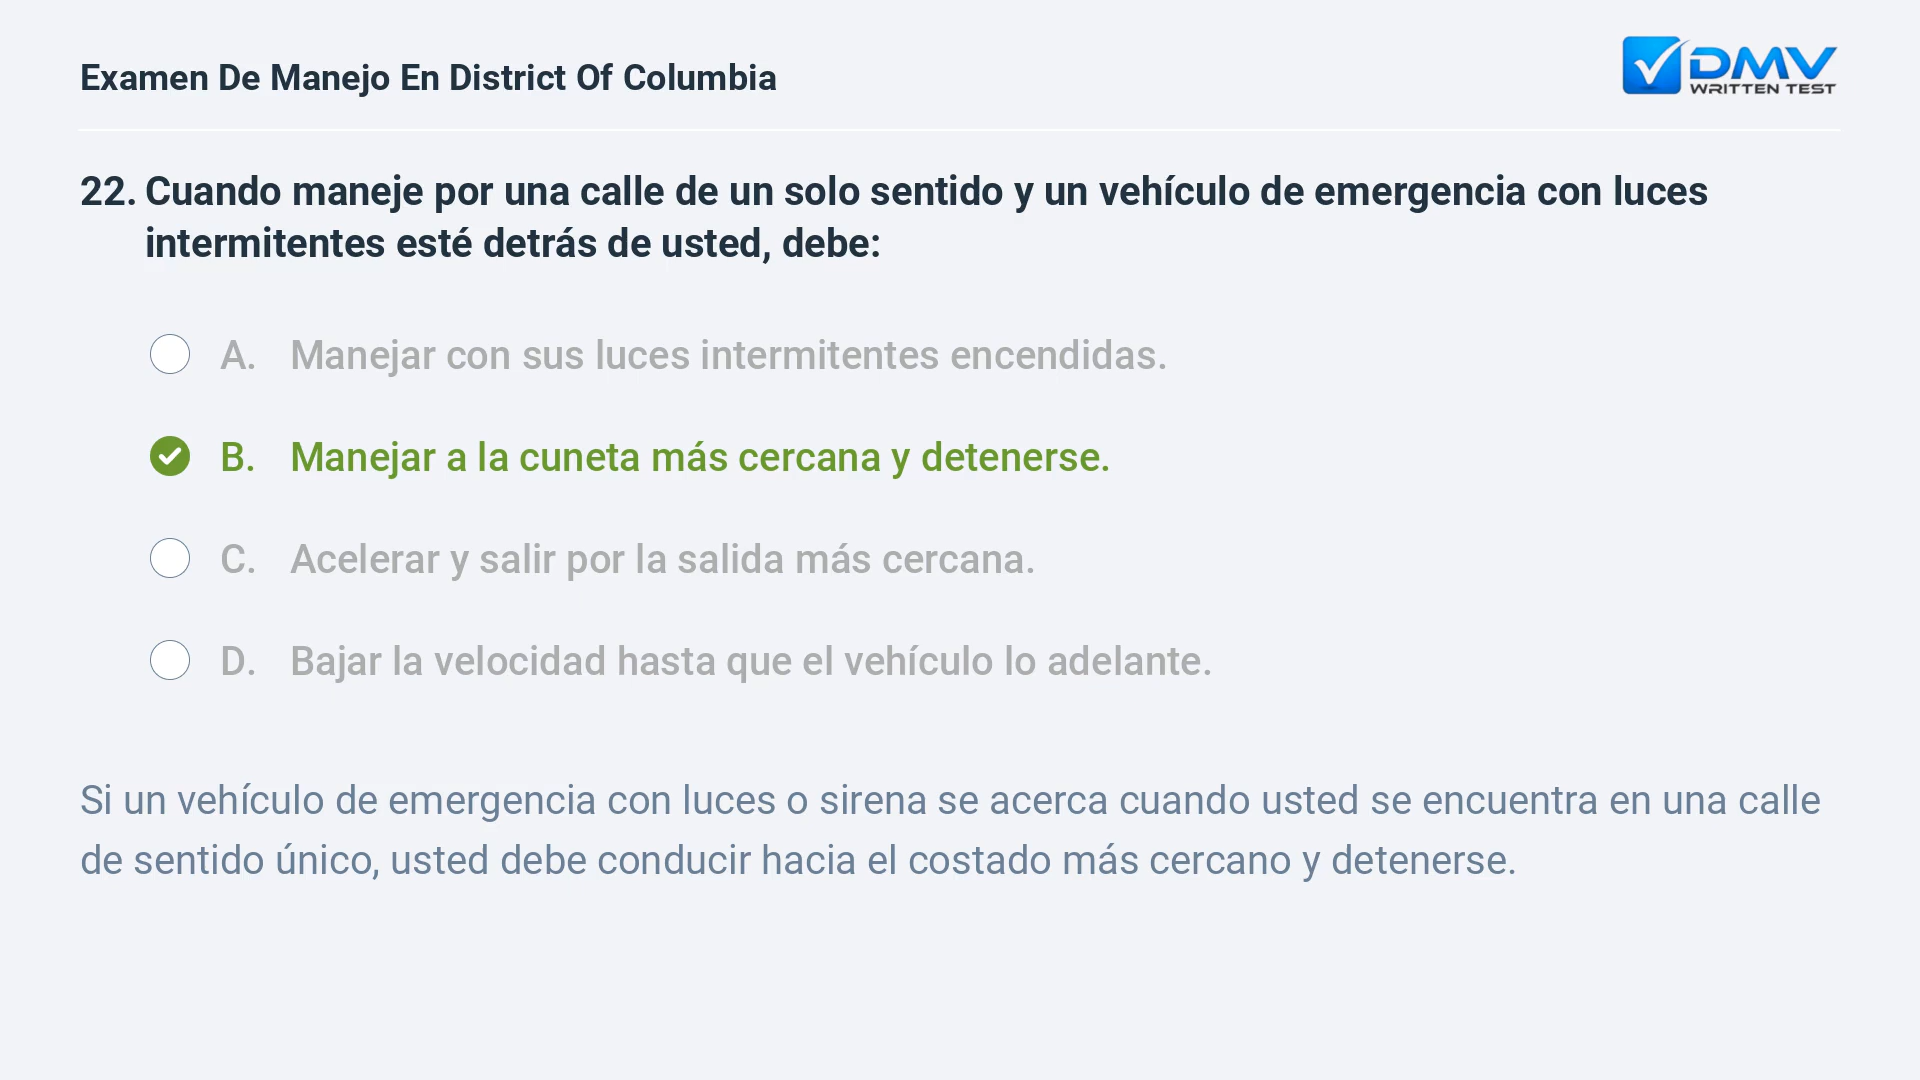 Examen De Manejo En District Of Columbia
DMV
WRITTEN TEST
22. Cuando maneje por una calle de un solo sentido y un vehículo de emergencia con luces
intermitentes esté detrás de usted, debe:
A. Manejar con sus luces intermitentes encendidas.
B. Manejar a la cuneta más cercana y detenerse.
C. Acelerar y salir por la salida más cercana.
D. Bajar la velocidad hasta que el vehículo lo adelante.
Si un vehículo de emergencia con luces o sirena se acerca cuando usted se encuentra en una calle
de sentido único, usted debe conducir hacia el costado más cercano y detenerse.